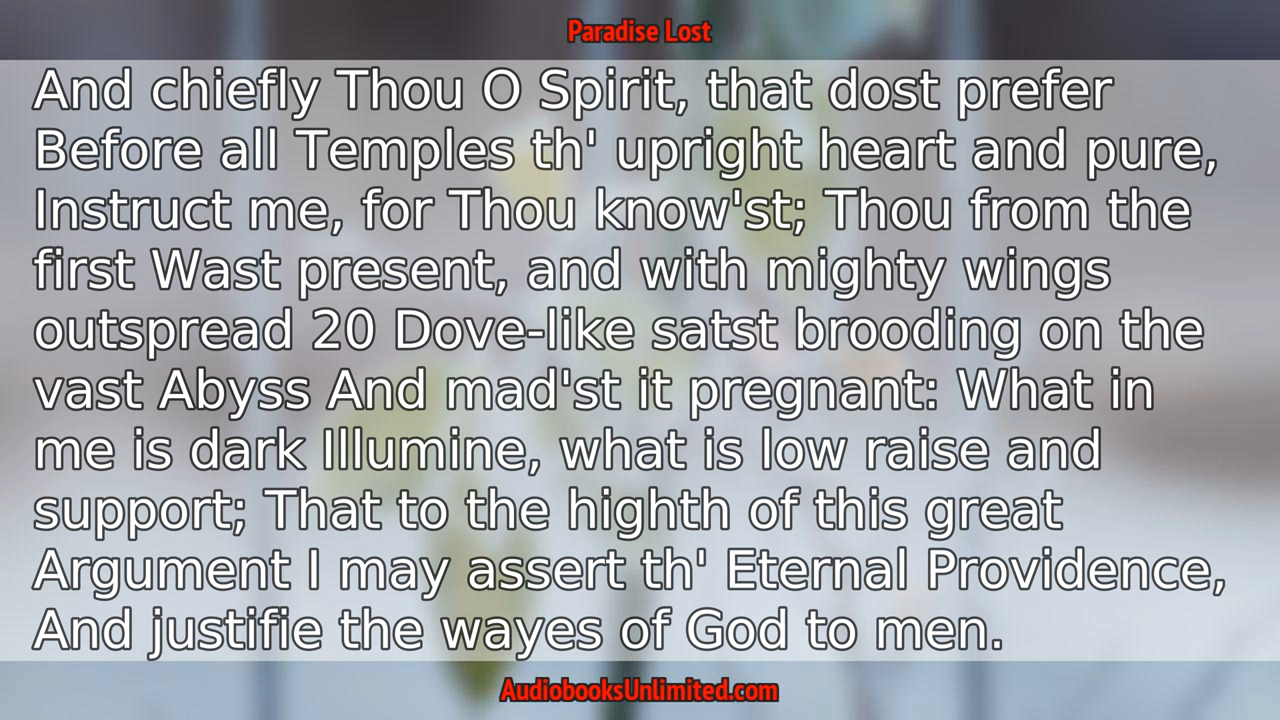 Paradise Lost
And chiefly Thou O Spirit, that dost prefer
Before all Temples th' upright heart and pure,
Instruct me, for Thou know'st; Thou from the
first Wast present, and with mighty wings
outspread 20 Dove-like satst brooding on the
vast Abyss And mad'st it pregnant: What in
me is dark Illumine, what is low raise and
support; That to the highth of this great
Argument I may assert th' Eternal Providence,
And justifie the wayes of God to men.
AudiobooksUnlimited.com